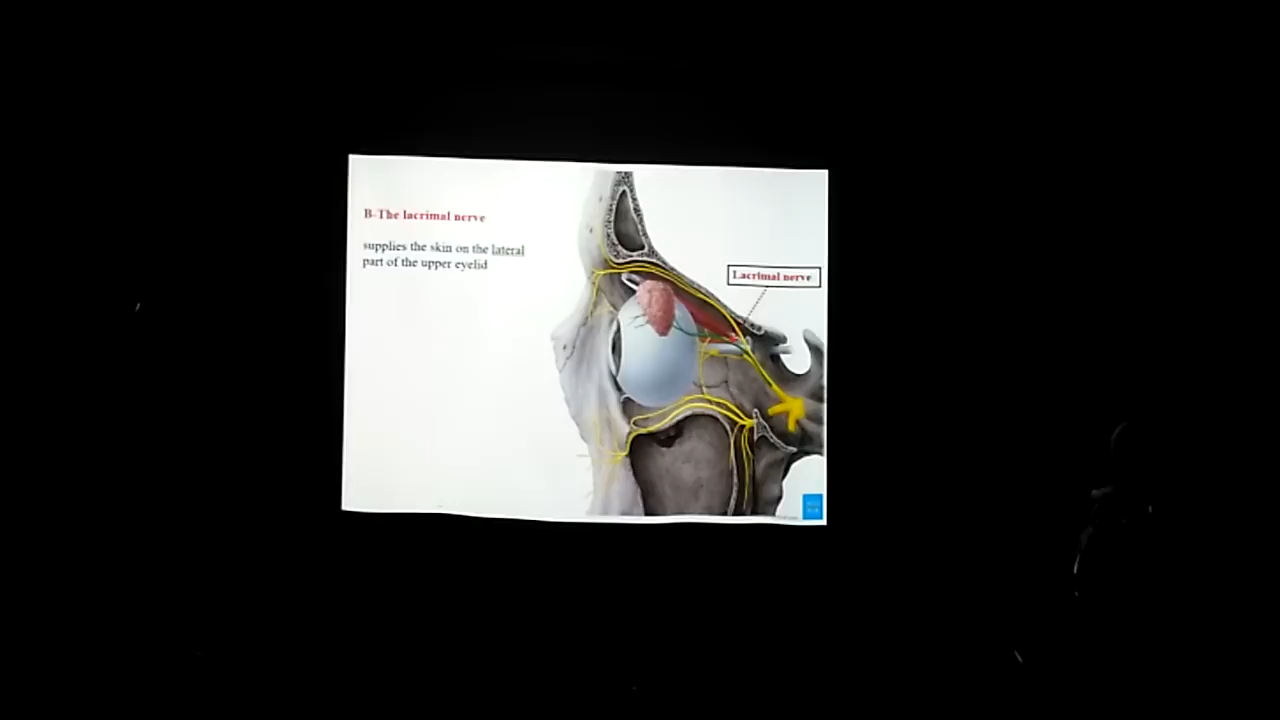 B-The lacrimal nerve
supplies the skin on the lateral
part of the upper eyelid
Lacrimal nerve